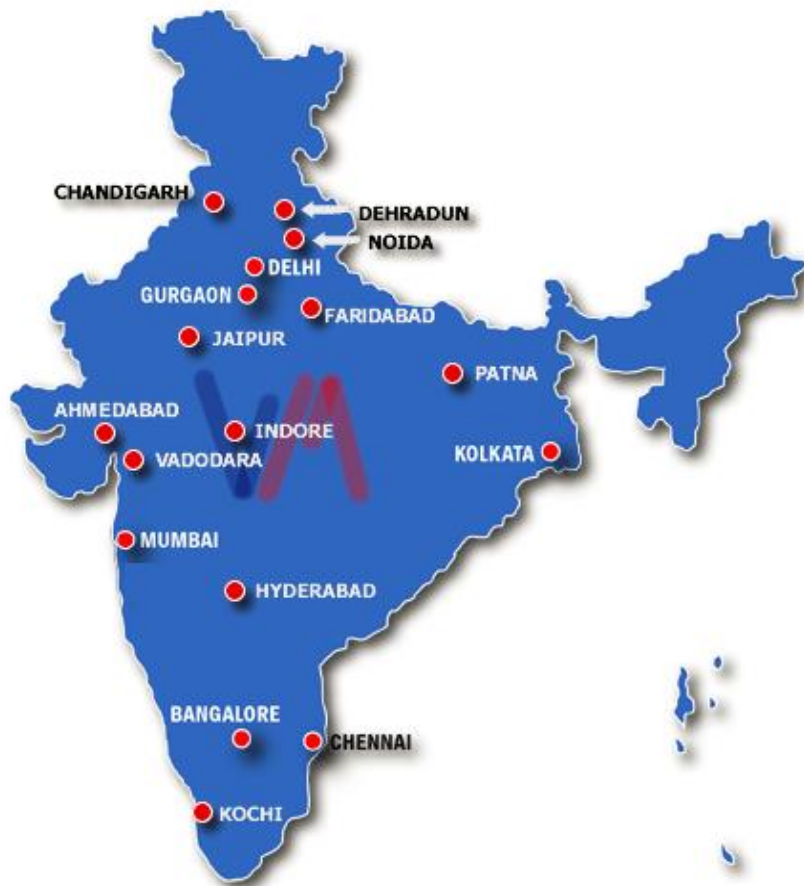 CHANDIGARH
DEHRADUN
NOIDA
DELHI
GURGAON
FARIDABAD
JAIPUR
PATNA
AHMEDABAD
INDORE
KOLKATA
VADODARA
MUMBAI
HYDERABAD
BANGALORE
CHENNAI
KOCHI